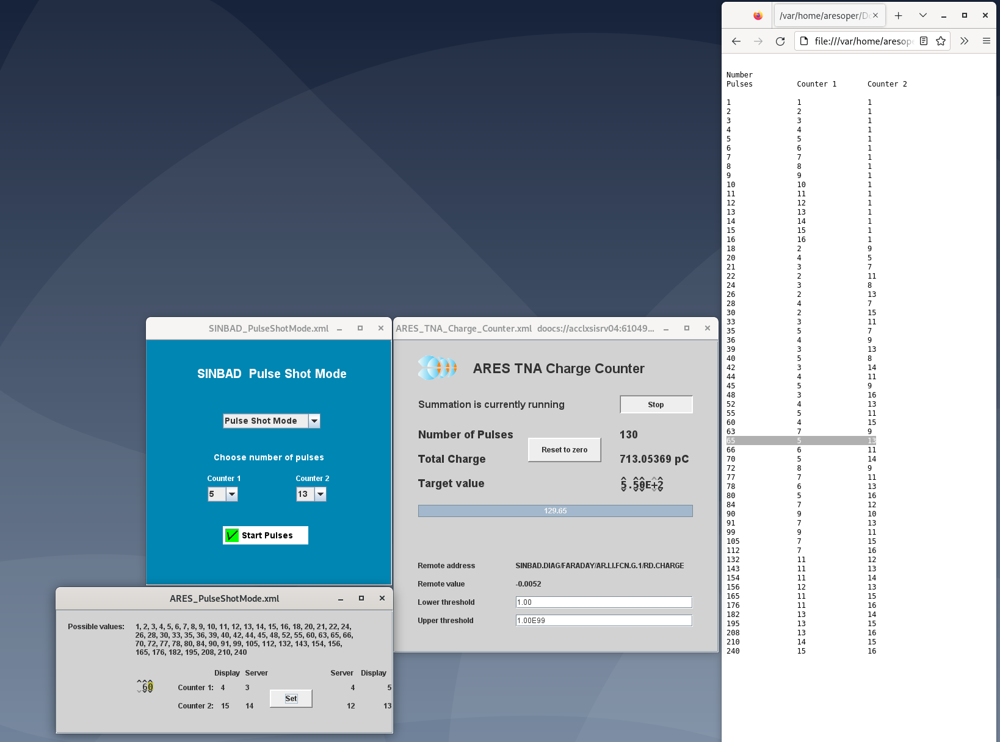 /var/home/aresoper/Do
file:///var/home/aresope
Number
Pulses Counter 1 Counter 2
1 1 1
2 2 1
3 3 1
4 4 1
5 5 1
6 6 1
7 7 1
8 8 1
9 9 1
10 10 1
11 11 1
12 12 1
13 13 1
14 14 1
15 15 1
16 16 1
18 2 9
20 4 5
21 3 7
22 2 11
24 3 8
26 2 13
28 4 7
30 2 15
33 3 11
35 5 7
36 4 9
39 3 13
40 5 8
42 3 14
44 4 11
45 5 9
48 3 16
52 4 13
55 5 11
60 4 15
63 7 9
65 5 13
66 6 11
70 5 14
72 8 9
77 7 11
78 6 13
80 5 16
84 7 12
90 9 10
91 7 13
99 9 11
105 7 15
112 7 16
132 11 12
143 11 13
154 11 14
156 12 13
165 11 15
176 11 16
182 13 14
195 13 15
208 13 16
210 14 15
240 15 16
SINBAD_PulseShotMode.xml
SINBAD Pulse Shot Mode
Pulse Shot Mode
Choose number of pulses
Counter 1 Counter 2
5 13
Start Pulses
ARES_TNA_Charge_Counter.xml doocs://acclxsisrv04:61049...
ARES TNA Charge Counter
Summation is currently running Stop
Number of Pulses 130
Reset to zero
Total Charge 713.05369 pC
Target value 5.50E+2
129.65
Remote address SINBAD.DIAG/FARADAY/AR.LI.FCN.G.1/RD.CHARGE
Remote value -0.0052
Lower threshold 1.00
Upper threshold 1.00E99
ARES_PulseShotMode.xml
Possible values: 1, 2, 3, 4, 5, 6, 7, 8, 9, 10, 11, 12, 13, 14, 15, 16, 18, 20, 21, 22, 24,
26, 28, 30, 33, 35, 36, 39, 40, 42, 44, 45, 48, 52, 55, 60, 63, 65, 66,
70, 72, 77, 78, 80, 84, 90, 91, 99, 105, 112, 132, 143, 154, 156,
165, 176, 182, 195, 208, 210, 240
Display Server Server Display
60 Counter 1: 4 3 4 5
Set
Counter 2: 15 14 12 13